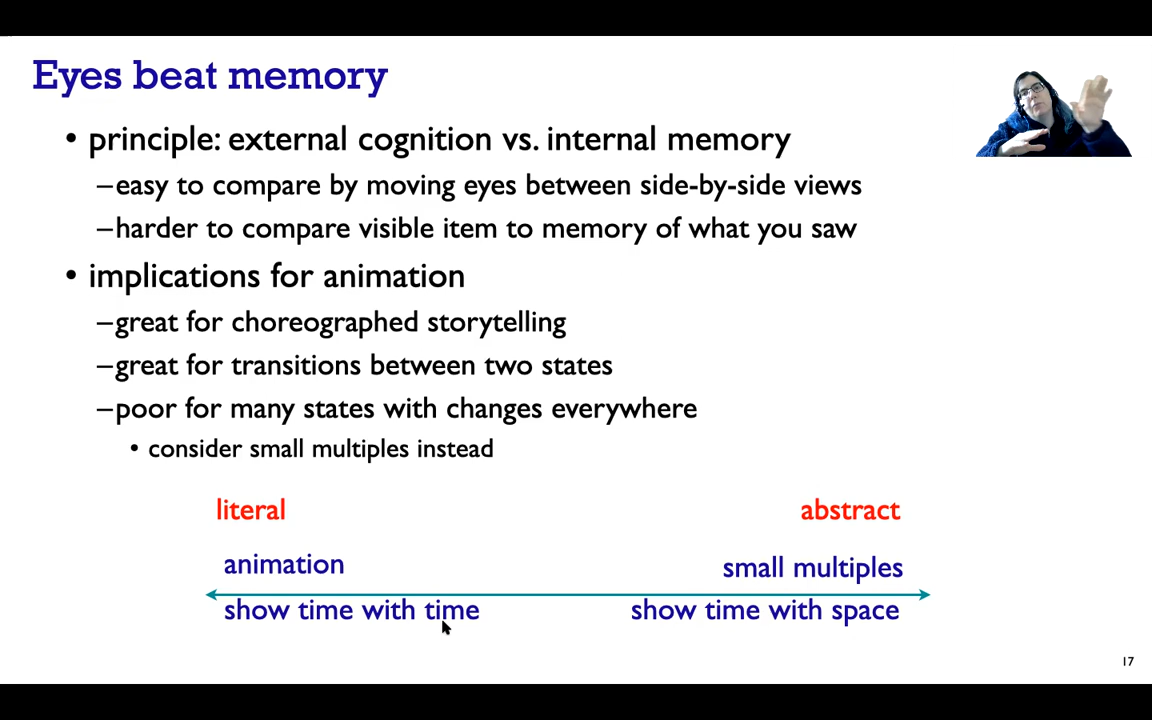 Eyes beat memory
• principle: external cognition vs. internal memory
–easy to compare by moving eyes between side-by-side views
–harder to compare visible item to memory of what you saw
• implications for animation
–great for choreographed storytelling
–great for transitions between two states
–poor for many states with changes everywhere
• consider small multiples instead
literal abstract
animation small multiples
show time with time show time with space
17